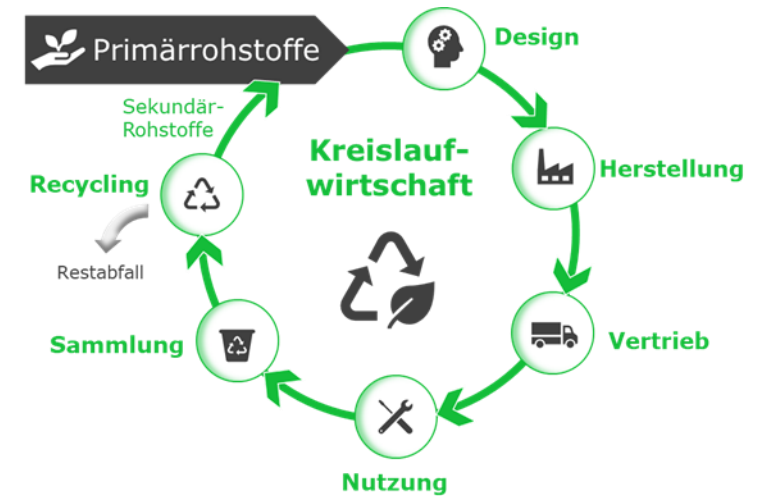 Primärrohstoffe
Design
Sekundär-
Rohstoffe
Kreislauf-
wirtschaft
Herstellung
Recycling
Restabfall
Sammlung
Vertrieb
Nutzung